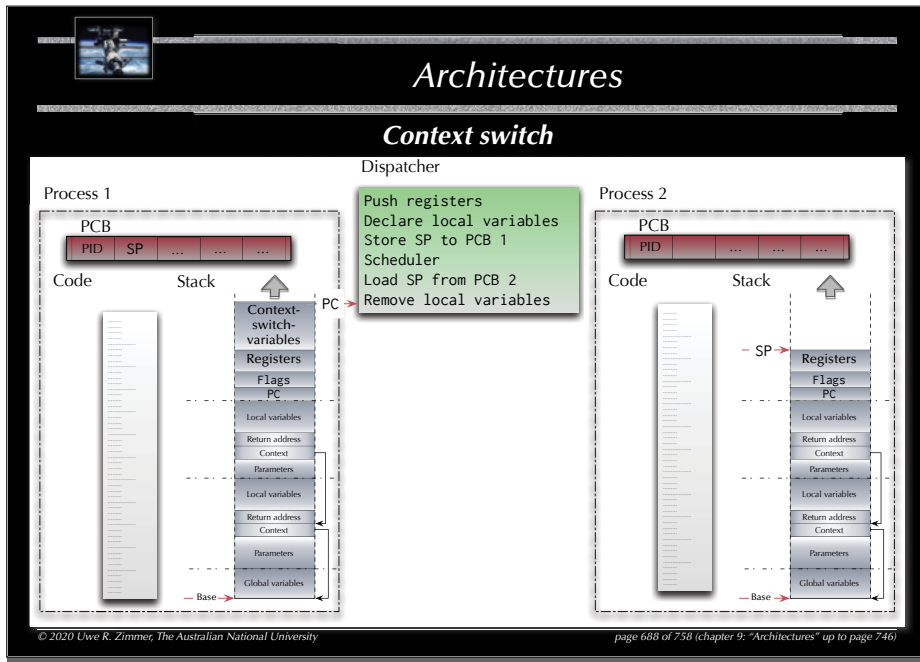 Architectures
Context switch
Dispatcher
Push registers
Declare local variables
Store SP to PCB 1
Scheduler
Load SP from PCB 2
Remove local variables
Process 1
PCB
PID SP ... ... ...
Code Stack
PC
Context-
switch-
variables
Registers
Flags
PC
Local variables
Return address
Context
Parameters
Local variables
Return address
Context
Parameters
Global variables
Base
Process 2
PCB
PID ... ... ...
Code Stack
SP
Registers
Flags
PC
Local variables
Return address
Context
Parameters
Local variables
Return address
Context
Parameters
Global variables
Base
© 2020 Uwe R. Zimmer, The Australian National University
page 688 of 758 (chapter 9: “Architectures” up to page 746)